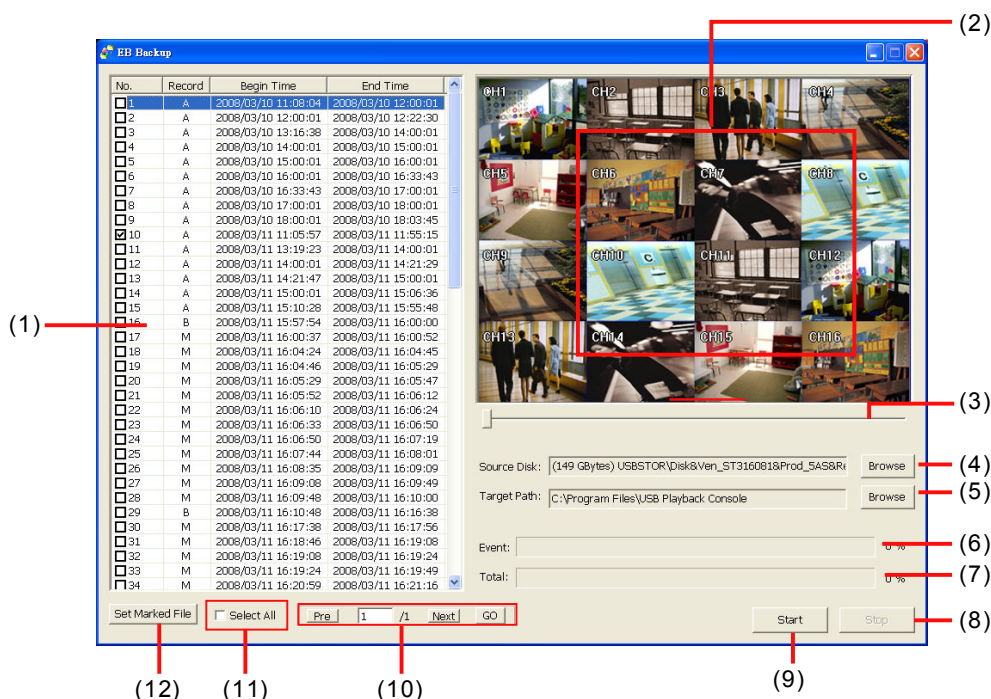 (2)
EB Backup
No. Record Begin Time End Time
1 A 2008/03/10 11:08:04 2008/03/10 12:00:01
2 A 2008/03/10 12:00:01 2008/03/10 12:22:30
3 A 2008/03/10 13:16:38 2008/03/10 14:00:01
4 A 2008/03/10 14:00:01 2008/03/10 15:00:01
5 A 2008/03/10 15:00:01 2008/03/10 16:00:01
6 A 2008/03/10 16:00:01 2008/03/10 16:33:43
7 A 2008/03/10 16:33:43 2008/03/10 17:00:01
8 A 2008/03/10 17:00:01 2008/03/10 18:00:01
9 A 2008/03/10 18:00:01 2008/03/10 18:03:45
10 A 2008/03/11 11:05:57 2008/03/11 11:55:15
11 A 2008/03/11 13:19:23 2008/03/11 14:00:01
12 A 2008/03/11 14:00:01 2008/03/11 14:21:29
13 A 2008/03/11 14:21:47 2008/03/11 15:00:01
14 A 2008/03/11 15:00:01 2008/03/11 15:06:36
15 A 2008/03/11 15:10:28 2008/03/11 15:55:48
16 B 2008/03/11 15:57:54 2008/03/11 16:00:00
17 M 2008/03/11 16:00:37 2008/03/11 16:00:52
18 M 2008/03/11 16:04:24 2008/03/11 16:04:45
19 M 2008/03/11 16:04:46 2008/03/11 16:05:29
20 M 2008/03/11 16:05:29 2008/03/11 16:05:47
21 M 2008/03/11 16:05:52 2008/03/11 16:06:12
22 M 2008/03/11 16:06:10 2008/03/11 16:06:24
23 M 2008/03/11 16:06:33 2008/03/11 16:06:50
24 M 2008/03/11 16:06:50 2008/03/11 16:07:19
25 M 2008/03/11 16:07:44 2008/03/11 16:08:01
26 M 2008/03/11 16:08:35 2008/03/11 16:09:09
27 M 2008/03/11 16:09:08 2008/03/11 16:09:49
28 M 2008/03/11 16:09:48 2008/03/11 16:10:00
29 B 2008/03/11 16:10:48 2008/03/11 16:16:38
30 M 2008/03/11 16:17:38 2008/03/11 16:17:56
31 M 2008/03/11 16:18:46 2008/03/11 16:19:08
32 M 2008/03/11 16:19:08 2008/03/11 16:19:24
33 M 2008/03/11 16:19:24 2008/03/11 16:19:49
34 M 2008/03/11 16:20:59 2008/03/11 16:21:16
(1)
CH1 CH2 CH3 CH4
CH5 CH6 CH7 CH8
CH9 CH10 CH11 CH12
CH13 CH14 CH15 CH16
(3)
Source Disk: (149 GBytes) USBSTOR\Disk&Ven_ST316081&Prod_5AS&Re Browse (4)
Target Path: C:\Program Files\USB Playback Console Browse (5)
Event: 0 % (6)
Total: 0 % (7)
Set Marked File Select All Pre 1 /1 Next GO Start Stop (8)
(12) (11) (10) (9)